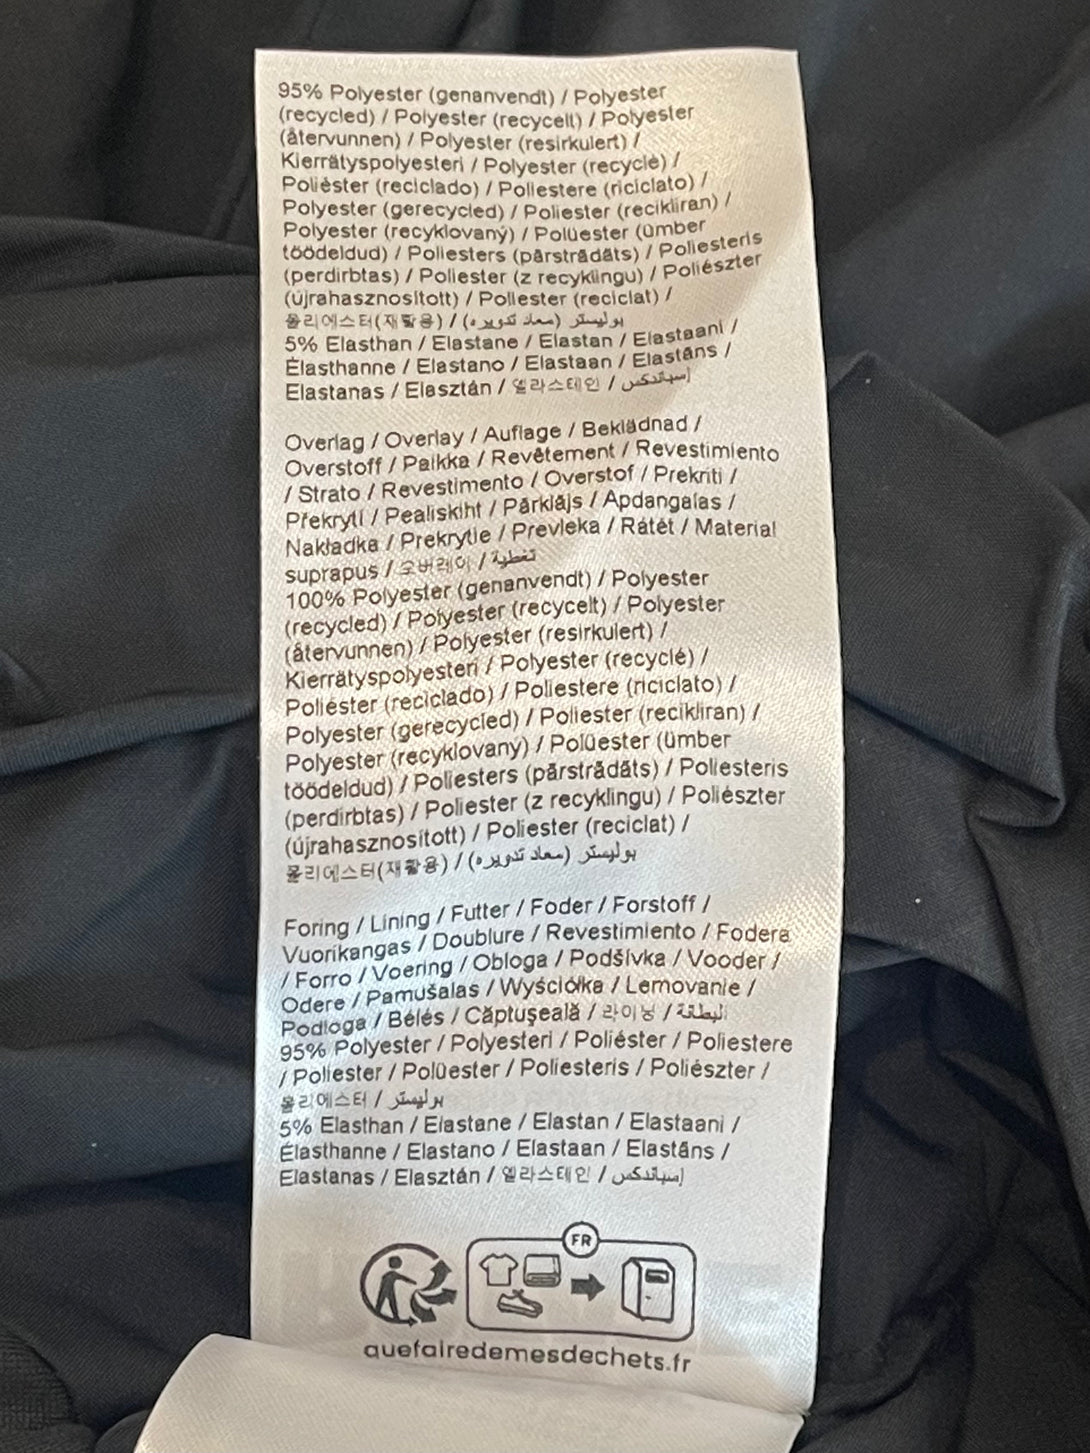 95% Polyester (genanvendt) / Polyester
(recycled) / Polyester (recycelt) / Polyester
(återvunnen) / Polyester (resirkulert) /
Kierrätyspolyesteri / Polyester (recyclé) /
Poliéster (reciclado) / Poliestere (riciclato) /
Polyester (gerecycled) / Poliester (recikliran) /
Polyester (recyklovaný) / Polüester (ümber
töödeldud) / Poliesters (pārstrādāts) / Poliesteris
(perdirbtas) / Poliester (z recyklingu) / Poliészter
(újrahasznosított) / Poliester (reciclat) /
폴리에스터(재활용) / (بوليستر (معاد تدويره
5% Elasthan / Elastane / Elastan / Elastaani /
Élasthanne / Elastano / Elastaan / Elastāns /
Elastanas / Elasztán / 엘라스테인 / إسباندكس
Overlag / Overlay / Auflage / Beklädnad /
Overstoff / Paikka / Revêtement / Revestimiento
/ Strato / Revestimento / Overstof / Prekriti /
Překrytí / Pealiskiht / Pārklājs / Apdangalas /
Nakładka / Prekrytie / Prevleka / Rátét / Material
suprapus / 오버레이 / تغطية
100% Polyester (genanvendt) / Polyester
(recycled) / Polyester (recycelt) / Polyester
(återvunnen) / Polyester (resirkulert) /
Kierrätyspolyesteri / Polyester (recyclé) /
Poliéster (reciclado) / Poliestere (riciclato) /
Polyester (gerecycled) / Poliester (recikliran) /
Polyester (recyklovaný) / Polüester (ümber
töödeldud) / Poliesters (pārstrādāts) / Poliesteris
(perdirbtas) / Poliester (z recyklingu) / Poliészter
(újrahasznosított) / Poliester (reciclat) /
폴리에스터(재활용) / (بوليستر (معاد تدويره
Foring / Lining / Futter / Foder / Forstoff /
Vuorikangas / Doublure / Revestimiento / Fodera
/ Forro / Voering / Obloga / Podšívka / Vooder /
Odere / Pamušalas / Wyściółka / Lemovanie /
Podloga / Bélés / Căptuşeală / 라이닝 / البطانة
95% Polyester / Polyesteri / Poliéster / Poliestere
/ Poliester / Polüester / Poliesteris / Poliészter /
폴리에스터 / بوليستر
5% Elasthan / Elastane / Elastan / Elastaani /
Élasthanne / Elastano / Elastaan / Elastāns /
Elastanas / Elasztán / 엘라스테인 / إسباندكس
FR
quefairedemesdechets.fr